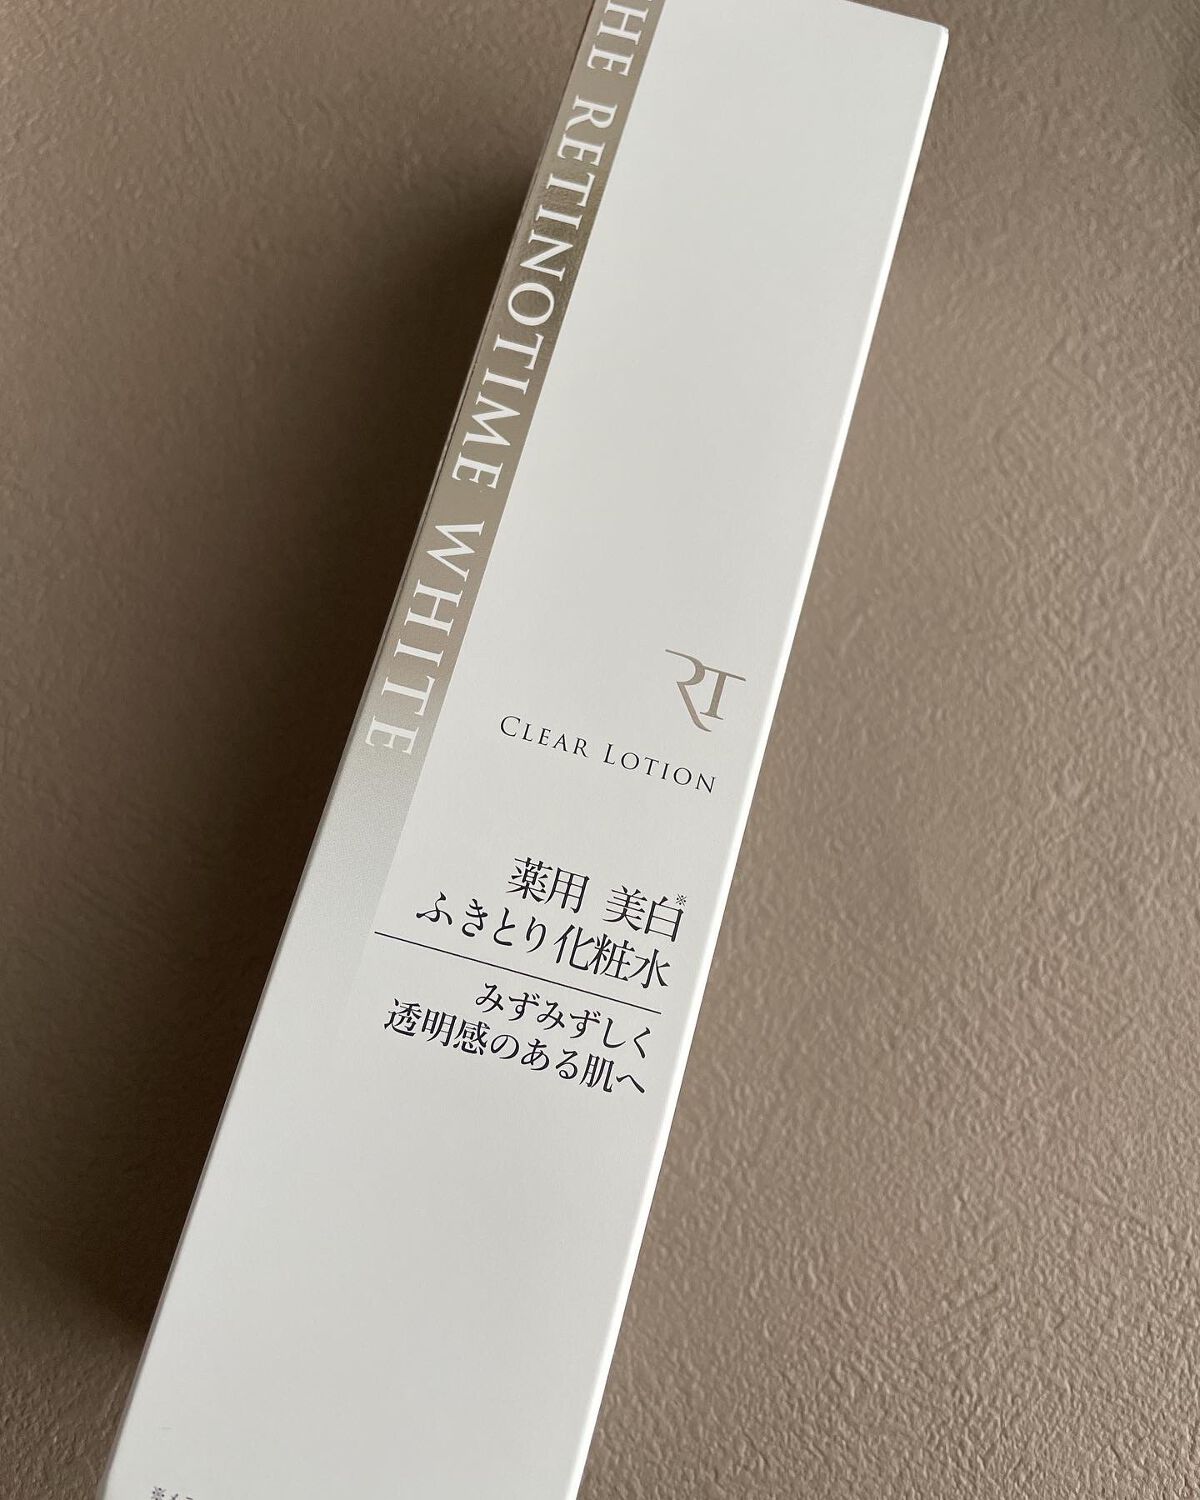 THE RETINOTIME WHITE
RT
CLEAR LOTION
薬用 美白※
ふきとり化粧水
みずみずしく
透明感のある肌へ